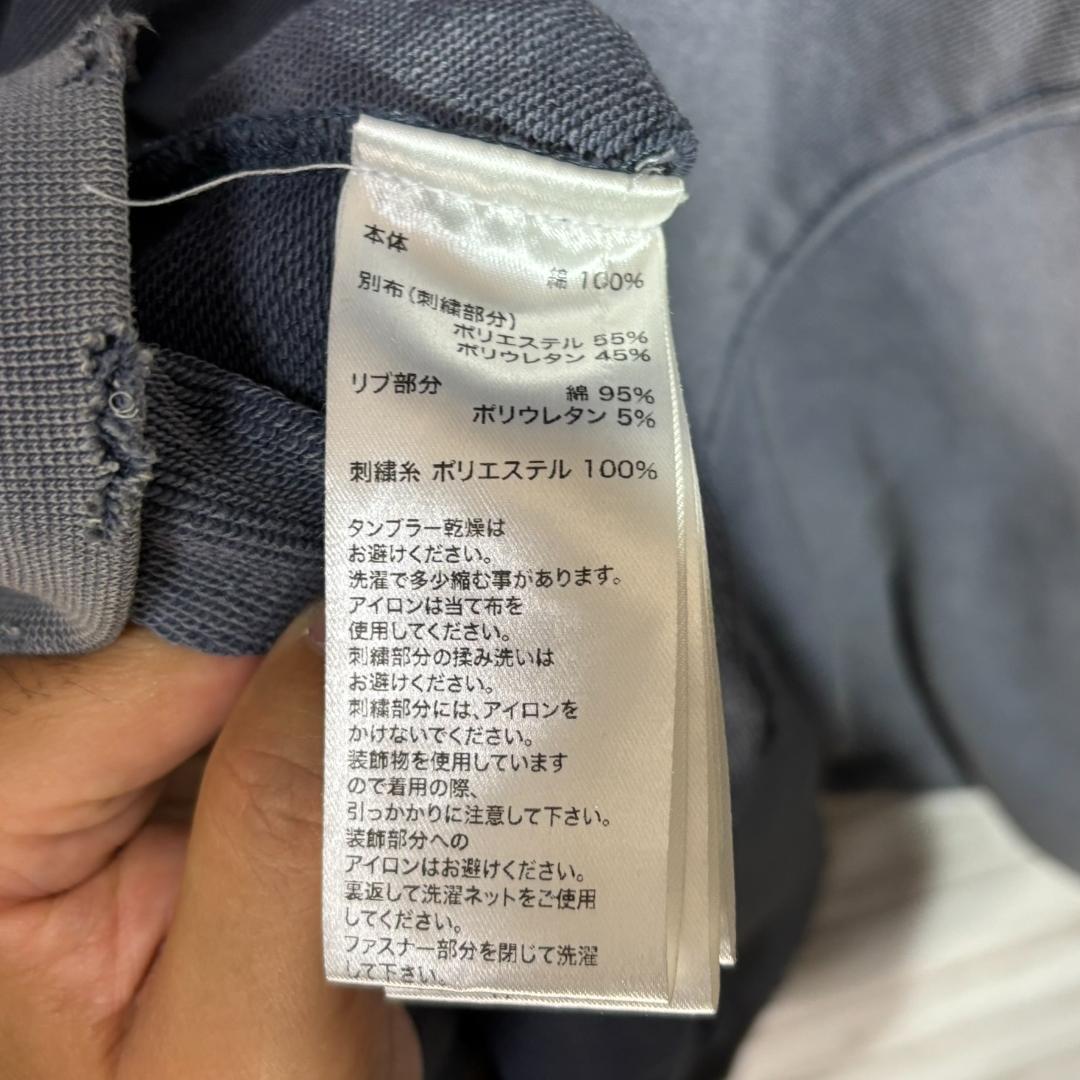 本体
綿 100%
別布(刺繍部分)
ポリエステル 55%
ポリウレタン 45%
リブ部分
綿 95%
ポリウレタン 5%
刺繍糸 ポリエステル 100%
タンブラー乾燥は
お避けください。
洗濯で多少縮む事があります。
アイロンは当て布を
使用してください。
刺繍部分の揉み洗いは
お避けください。
刺繍部分には、アイロンを
かけないでください。
装飾物を使用しています
ので着用の際、
引っかかりに注意して下さい。
装飾部分への
アイロンはお避けください。
裏返して洗濯ネットをご使用
してください。
ファスナー部分を閉じて洗濯
して下さい。